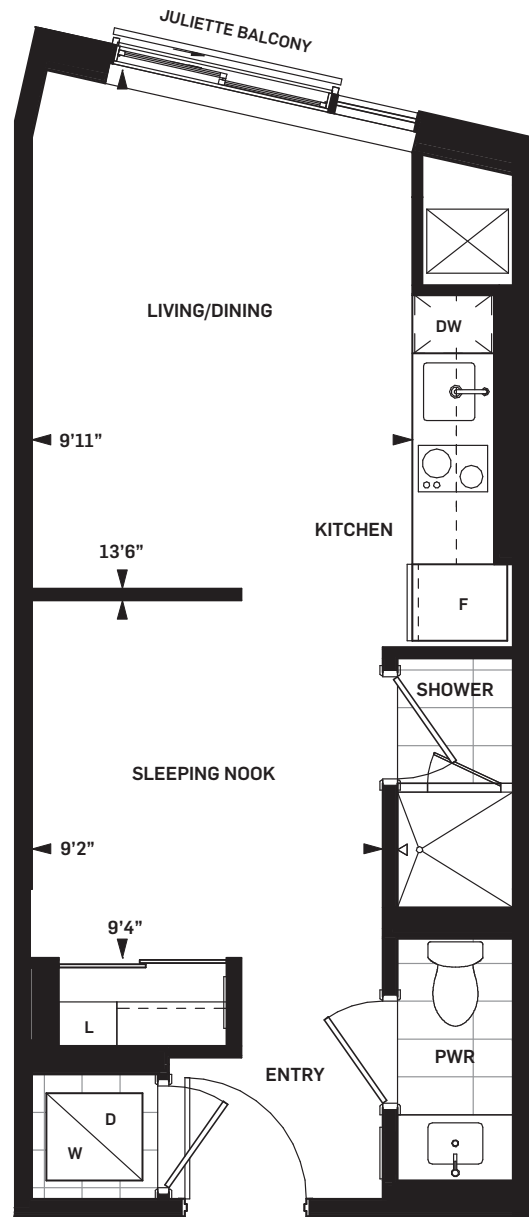 JULIETTE BALCONY
LIVING/DINING
DW
9’11”
KITCHEN
13’6”
F
SHOWER
SLEEPING NOOK
9’2”
9’4”
L
PWR
ENTRY
D
W